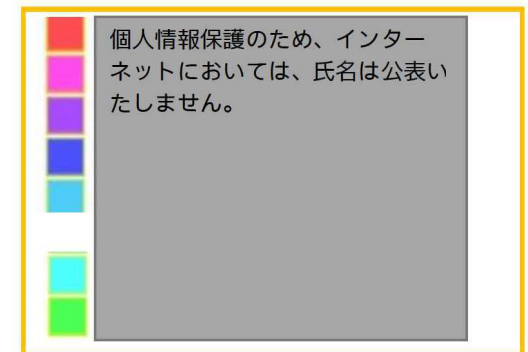 個人情報保護のため、インター
ネットにおいては、氏名は公表い
たしません。